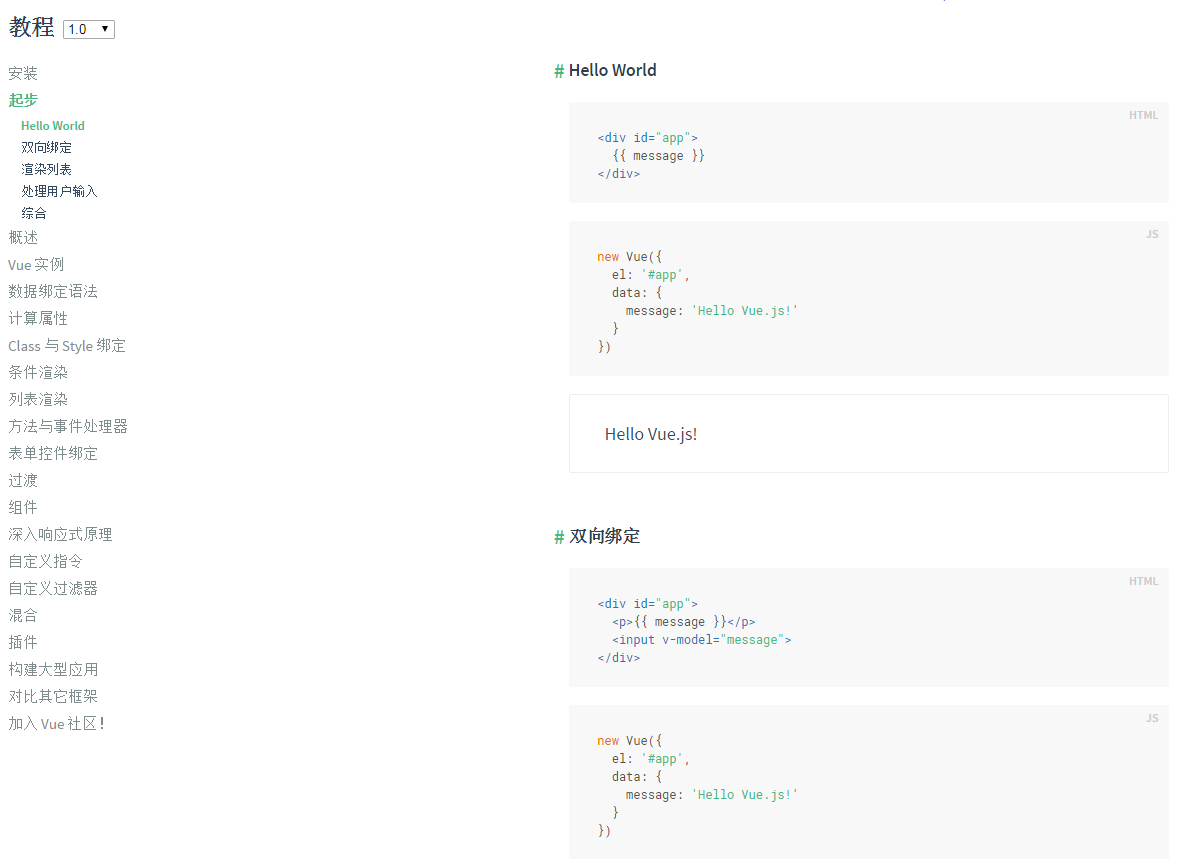 教程 1.0
安装
起步
Hello World
双向绑定
渲染列表
处理用户输入
综合
概述
Vue 实例
数据绑定语法
计算属性
Class 与 Style 绑定
条件渲染
列表渲染
方法与事件处理器
表单控件绑定
过渡
组件
深入响应式原理
自定义指令
自定义过滤器
混合
插件
构建大型应用
对比其它框架
加入 Vue 社区！
# Hello World
HTML
<div id="app">
  {{ message }}
</div>
JS
new Vue({
  el: '#app',
  data: {
    message: 'Hello Vue.js!'
  }
})
Hello Vue.js!
# 双向绑定
HTML
<div id="app">
  <p>{{ message }}</p>
  <input v-model="message">
</div>
JS
new Vue({
  el: '#app',
  data: {
    message: 'Hello Vue.js!'
  }
})